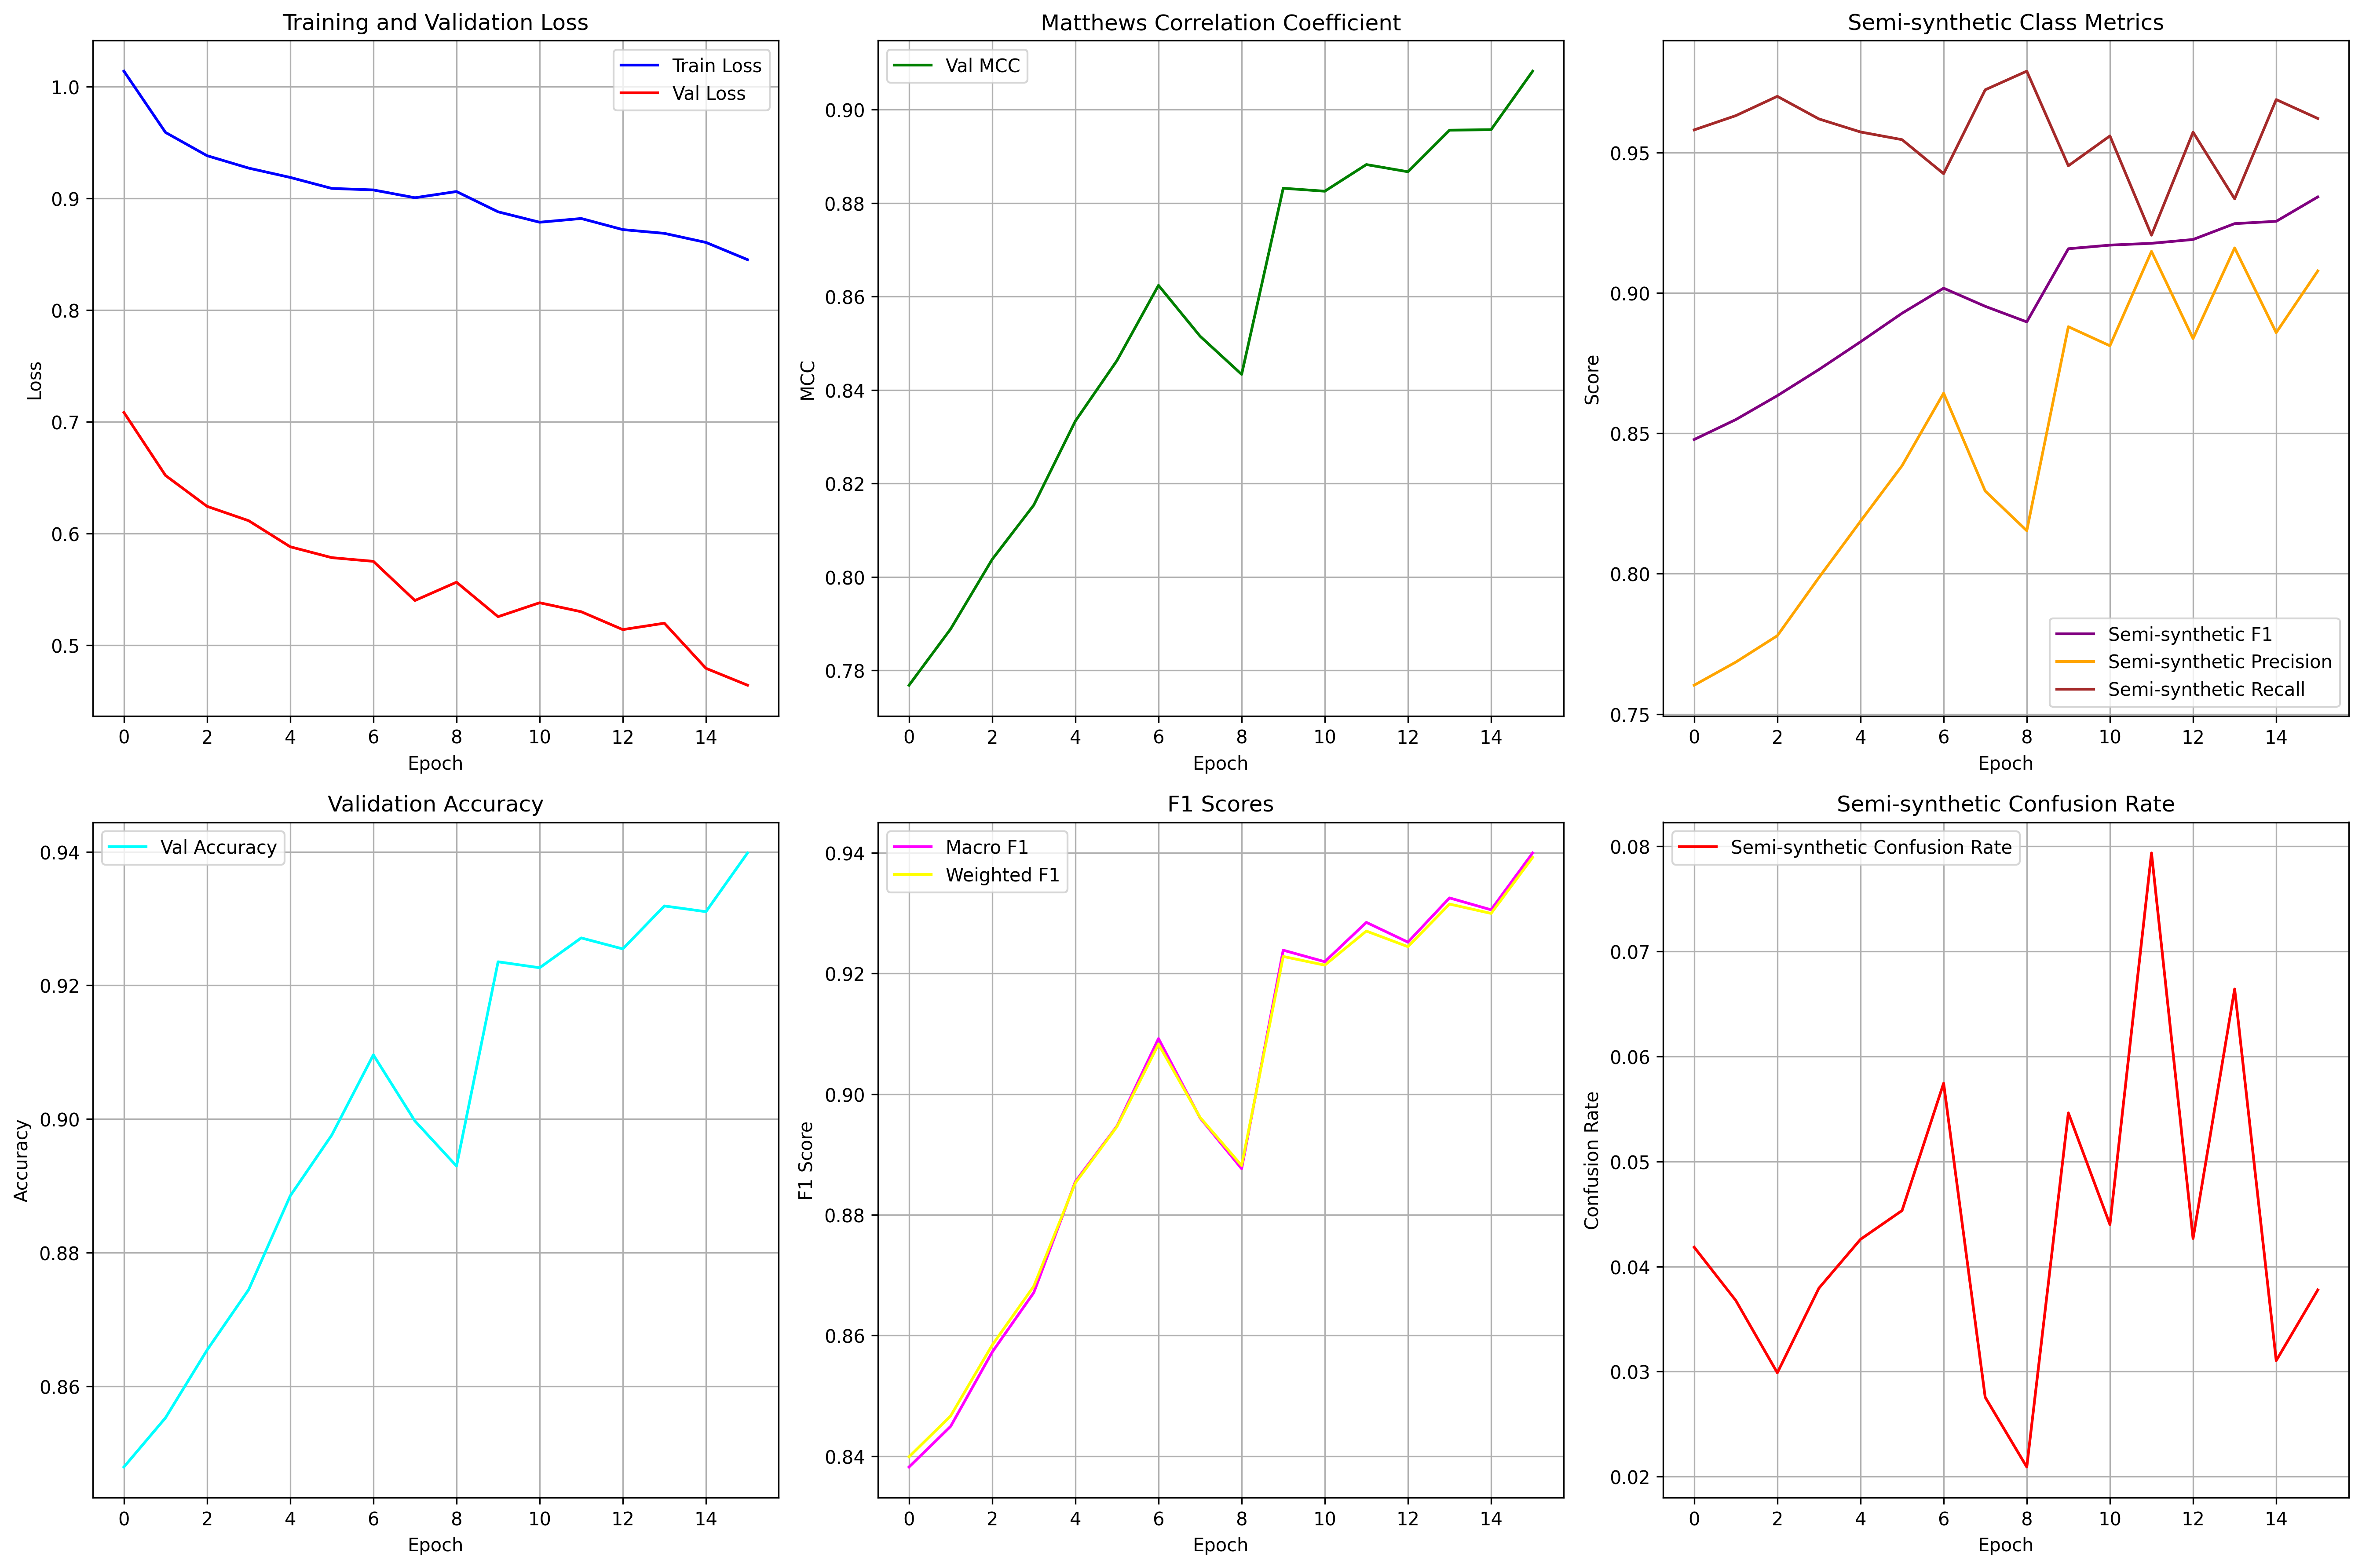 Training and Validation Loss
Train Loss
Val Loss
1.0
0.9
0.8
0.7
0.6
0.5
Loss
0 2 4 6 8 10 12 14
Epoch
Matthews Correlation Coefficient
Val MCC
0.90
0.88
0.86
0.84
0.82
0.80
0.78
MCC
0 2 4 6 8 10 12 14
Epoch
Semi-synthetic Class Metrics
0.95
0.90
0.85
0.80
0.75
Score
Semi-synthetic F1
Semi-synthetic Precision
Semi-synthetic Recall
0 2 4 6 8 10 12 14
Epoch
Validation Accuracy
Val Accuracy
0.94
0.92
0.90
0.88
0.86
Accuracy
0 2 4 6 8 10 12 14
Epoch
F1 Scores
Macro F1
Weighted F1
0.94
0.92
0.90
0.88
0.86
0.84
F1 Score
0 2 4 6 8 10 12 14
Epoch
Semi-synthetic Confusion Rate
Semi-synthetic Confusion Rate
0.08
0.07
0.06
0.05
0.04
0.03
0.02
Confusion Rate
0 2 4 6 8 10 12 14
Epoch